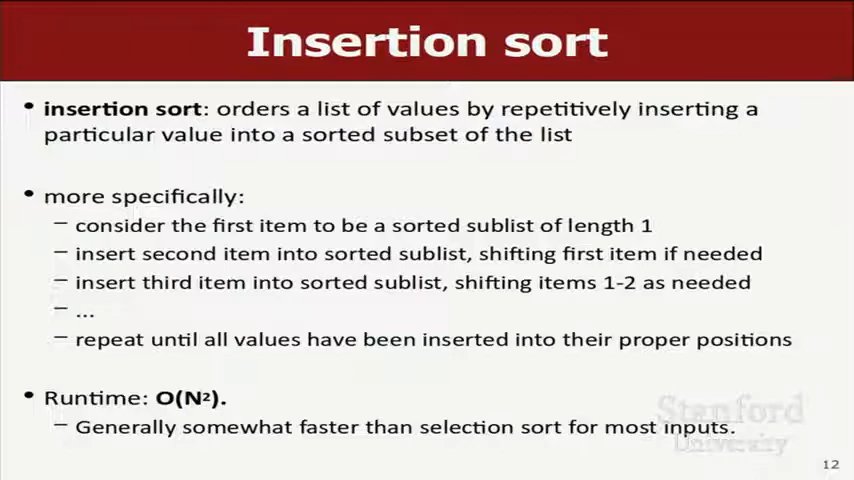 Insertion sort
• insertion sort: orders a list of values by repetitively inserting a
particular value into a sorted subset of the list
• more specifically:
– consider the first item to be a sorted sublist of length 1
– insert second item into sorted sublist, shifting first item if needed
– insert third item into sorted sublist, shifting items 1-2 as needed
– ...
– repeat until all values have been inserted into their proper positions
• Runtime: O(N²).
– Generally somewhat faster than selection sort for most inputs.
Stanford
University
12